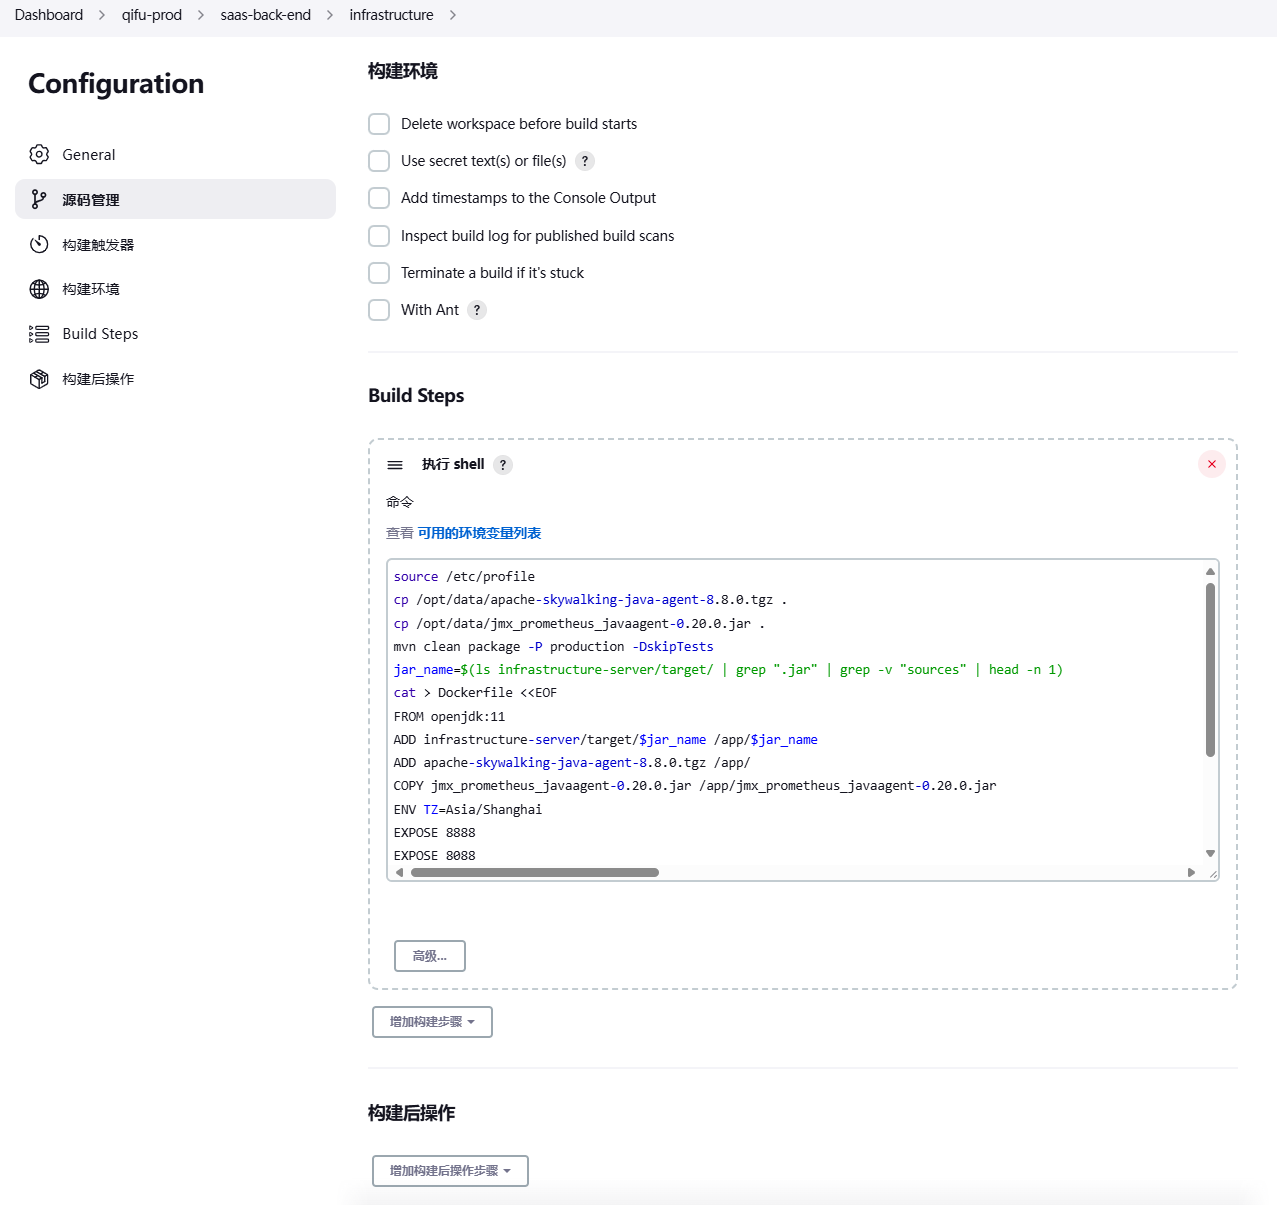 Dashboard > qifu-prod > saas-back-end > infrastructure >
Configuration
General
源码管理
构建触发器
构建环境
Build Steps
构建后操作
构建环境
Delete workspace before build starts
Use secret text(s) or file(s) ?
Add timestamps to the Console Output
Inspect build log for published build scans
Terminate a build if it's stuck
With Ant ?
Build Steps
执行 shell ?
命令
查看 可用的环境变量列表
source /etc/profile
cp /opt/data/apache-skywalking-java-agent-8.8.0.tgz .
cp /opt/data/jmx_prometheus_javaagent-0.20.0.jar .
mvn clean package -P production -DskipTests
jar_name=$(ls infrastructure-server/target/ | grep ".jar" | grep -v "sources" | head -n 1)
cat > Dockerfile <<EOF
FROM openjdk:11
ADD infrastructure-server/target/$jar_name /app/$jar_name
ADD apache-skywalking-java-agent-8.8.0.tgz /app/
COPY jmx_prometheus_javaagent-0.20.0.jar /app/jmx_prometheus_javaagent-0.20.0.jar
ENV TZ=Asia/Shanghai
EXPOSE 8888
EXPOSE 8088
高级...
增加构建步骤
构建后操作
增加构建后操作步骤